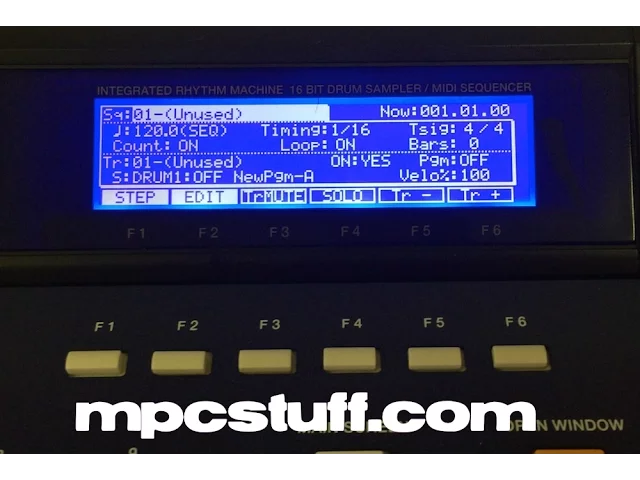 INTEGRATED RHYTHM MACHINE 16 BIT DRUM SAMPLER / MIDI SEQUENCER
Sq:01-(Unused) Now:001.01.00
♩:120.0(SEQ) Timing:1/16 Tsig: 4/ 4
Count: ON Loop: ON Bars: 0
Tr:01-(Unused) ON:YES Pgm:OFF
S:DRUM1:OFF NewPgm-A Velo%:100
STEP EDIT TrMUTE SOLO Tr - Tr +
F1 F2 F3 F4 F5 F6
F1 F2 F3 F4 F5 F6
mpcstuff.com
MAIN SCREEN OPEN WINDOW